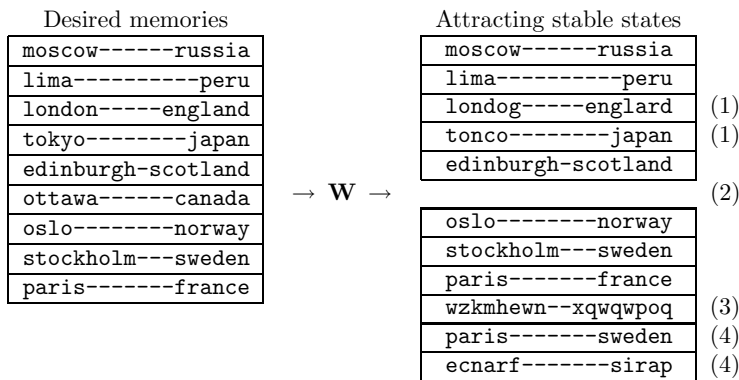 Desired memories
moscow------russia
lima----------peru
london-----england
tokyo--------japan
edinburgh-scotland
ottawa------canada
oslo--------norway
stockholm---sweden
paris-------france
→ W →
Attracting stable states
moscow------russia
lima----------peru
londog-----englard (1)
tonco--------japan (1)
edinburgh-scotland
(2)
oslo--------norway
stockholm---sweden
paris-------france
wzkmhewn--xqwqwpoq (3)
paris-------sweden (4)
ecnarf-------sirap (4)